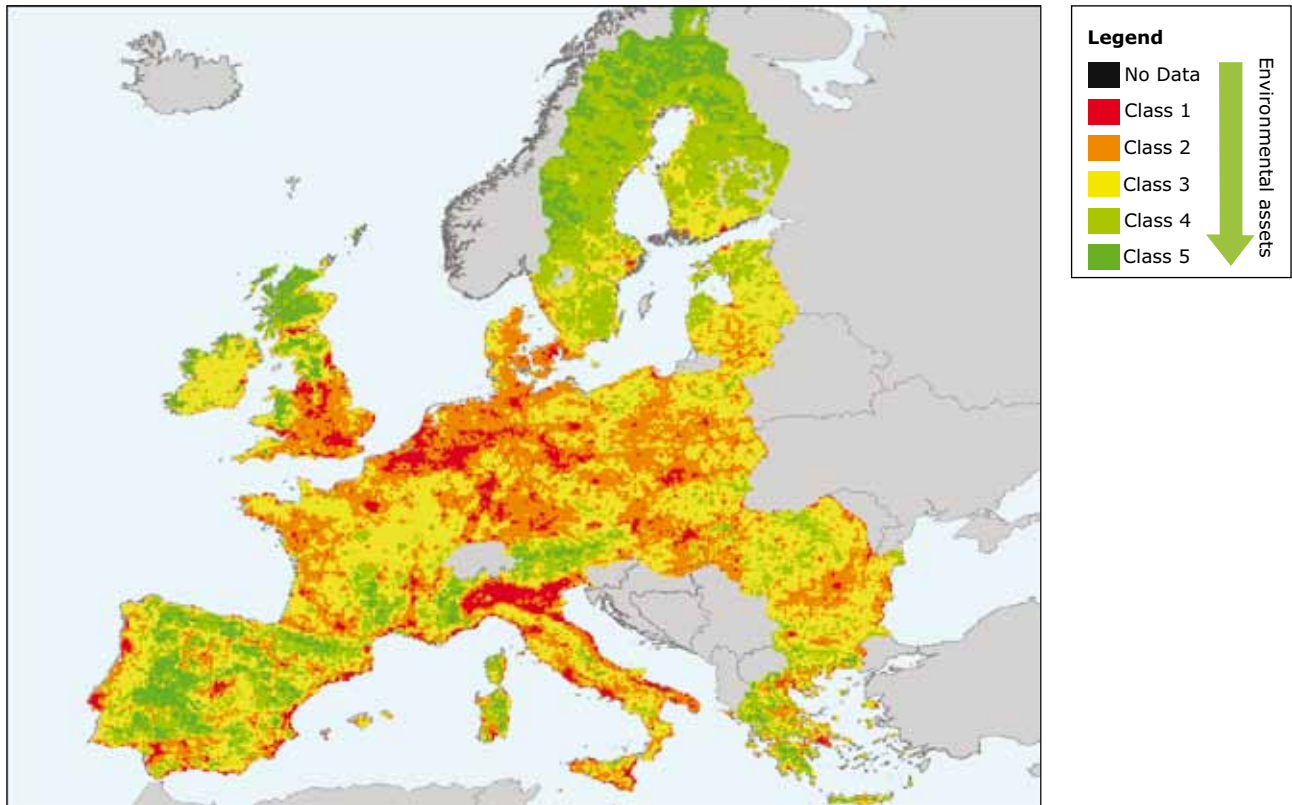 Legend
No Data
Class 1
Class 2
Class 3
Class 4
Class 5
Environmental assets